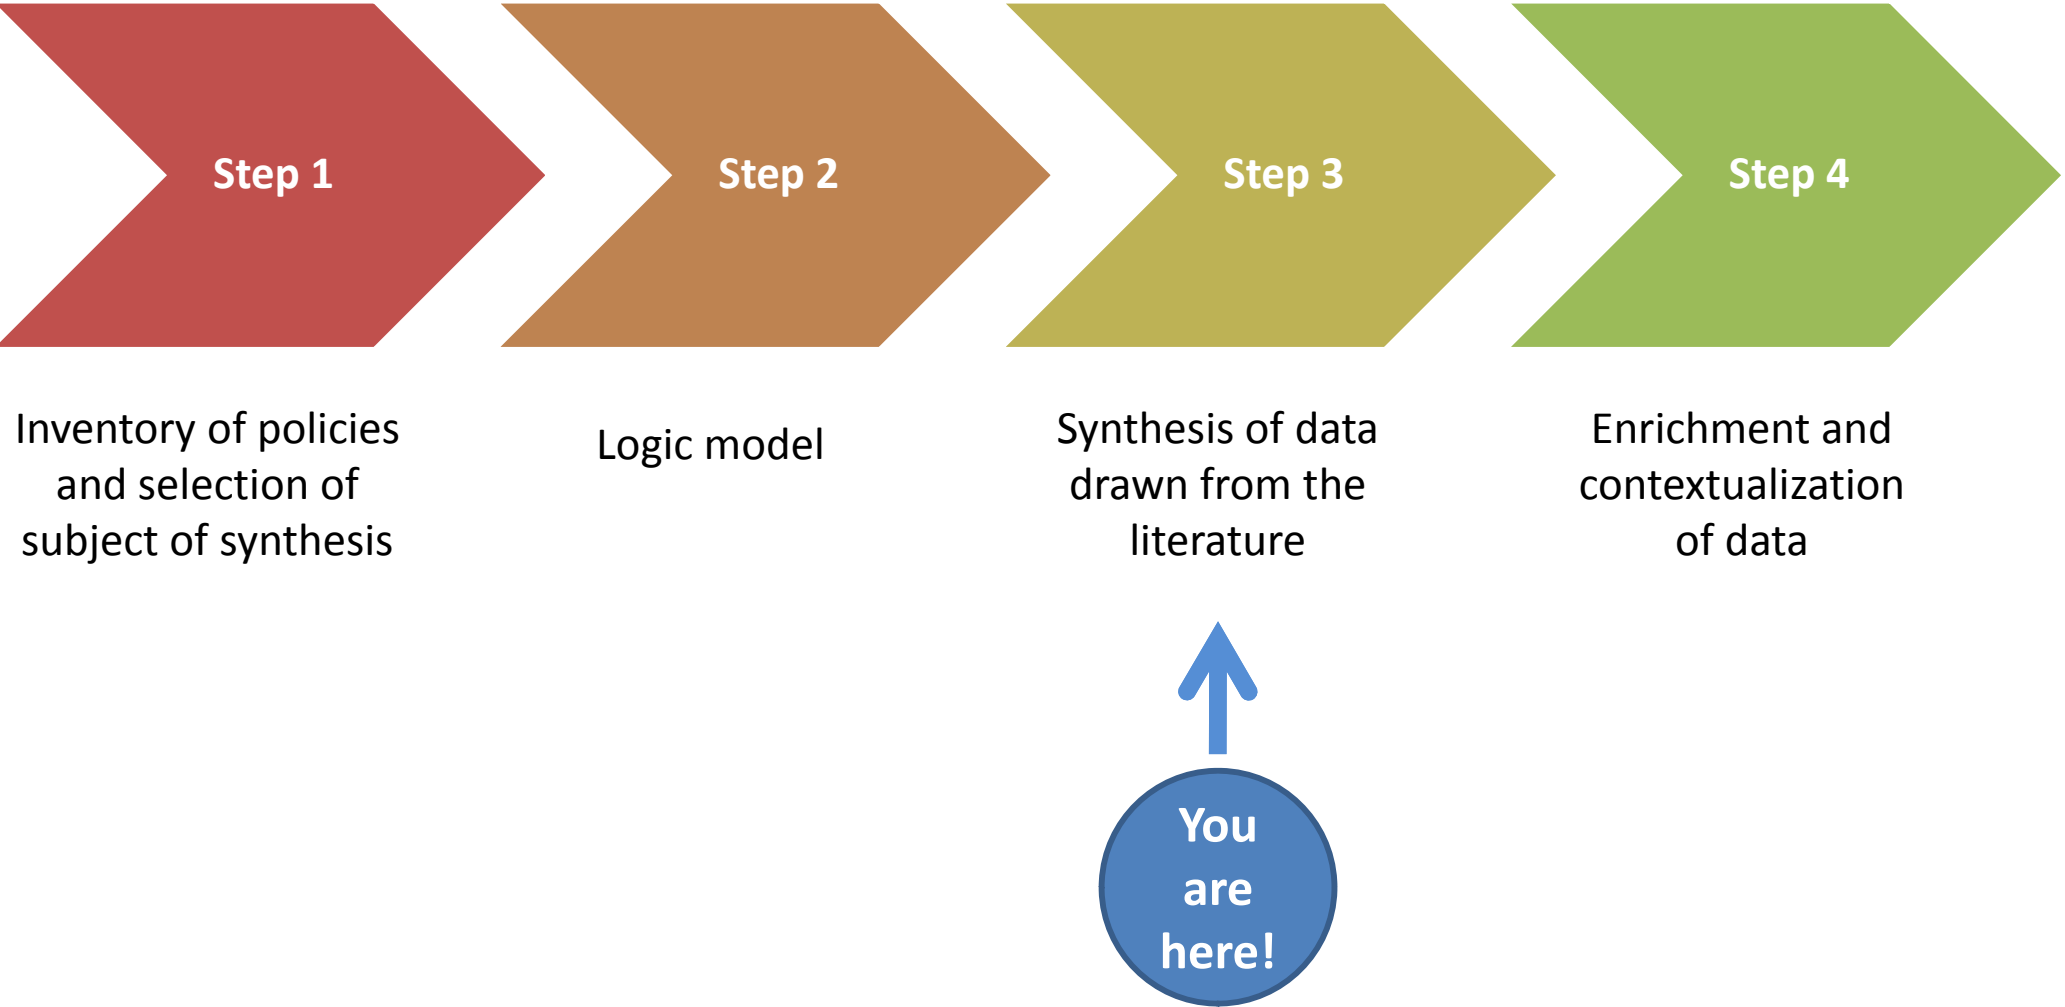 Step 1
Step 2
Step 3
Step 4
Inventory of policies
and selection of
subject of synthesis
Logic model
Synthesis of data
drawn from the
literature
Enrichment and
contextualization
of data
You
are
here!